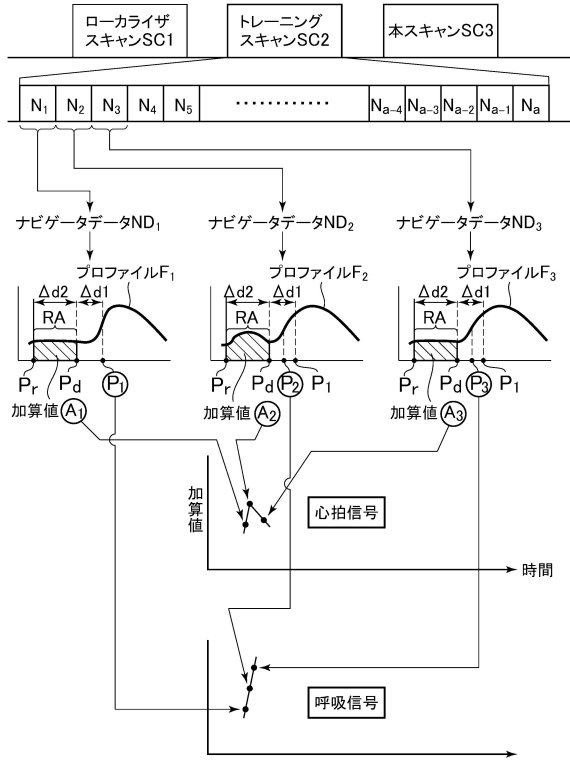 ローカライザ
スキャンSC1
トレーニング
スキャンSC2
本スキャンSC3
N1 N2 N3 N4 N5 ………… Na-4 Na-3 Na-2 Na-1 Na
ナビゲータデータND1
ナビゲータデータND2
ナビゲータデータND3
プロファイルF1
プロファイルF2
プロファイルF3
Δd2 Δd1
RA
Pr Pd P1
加算値 A1
Δd2 Δd1
RA
Pr Pd P2 P1
加算値 A2
Δd2 Δd1
RA
Pr Pd P3 P1
加算値 A3
加算値
心拍信号
時間
呼吸信号